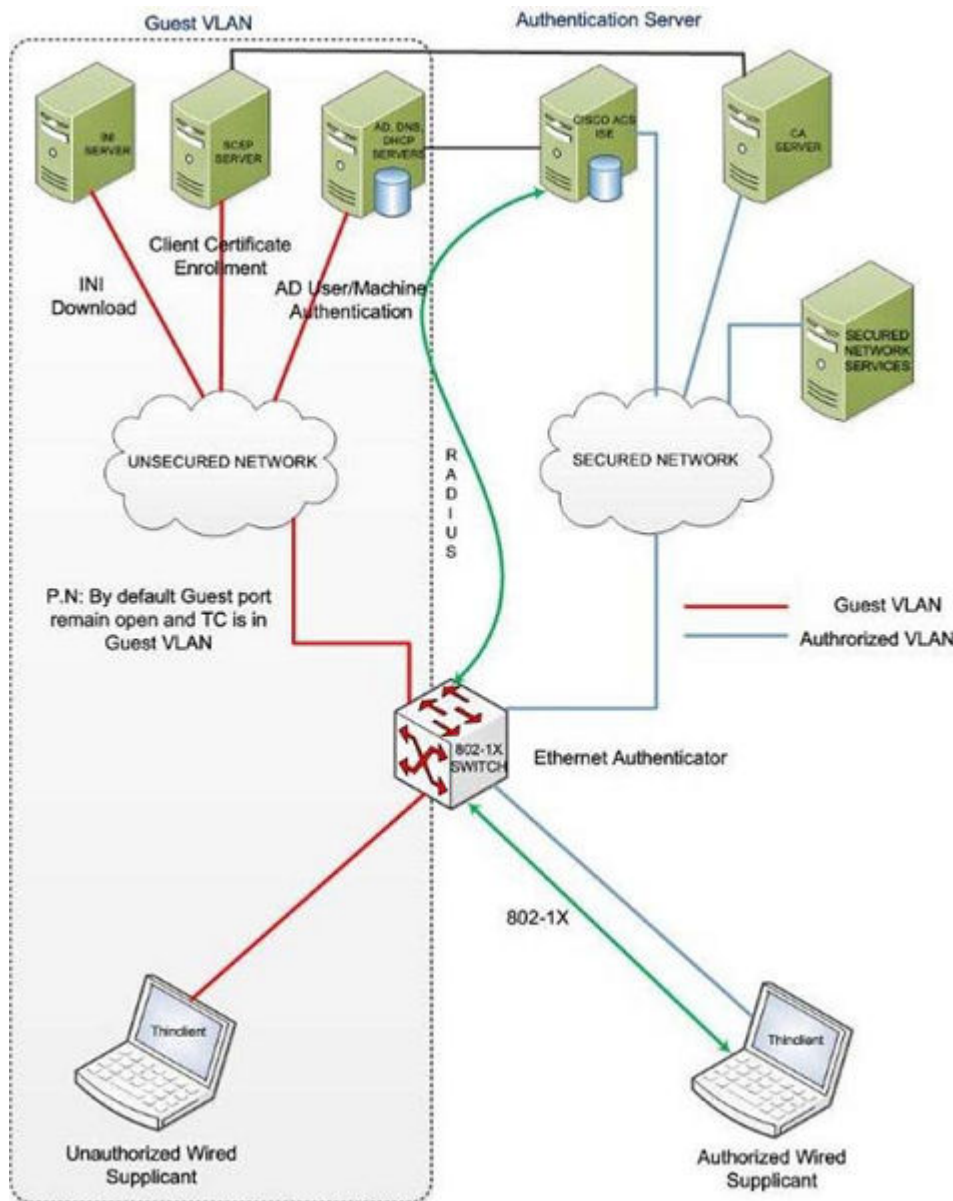 Guest VLAN
Authentication Server
INI
SERVER
SCEP
SERVER
AD, DNS,
DHCP
SERVERS
CISCO ACS
ISE
CA
SERVER
Client Certificate
Enrollment
INI
Download
AD User/Machine
Authentication
SECURED
NETWORK
SERVICES
UNSECURED NETWORK
RADIUS
SECURED NETWORK
P.N: By default Guest port
remain open and TC is in
Guest VLAN
Guest VLAN
Authrorized VLAN
802-1X
SWITCH
Ethernet Authenticator
802-1X
Thinclient
Thinclient
Unauthorized Wired
Supplicant
Authorized Wired
Supplicant